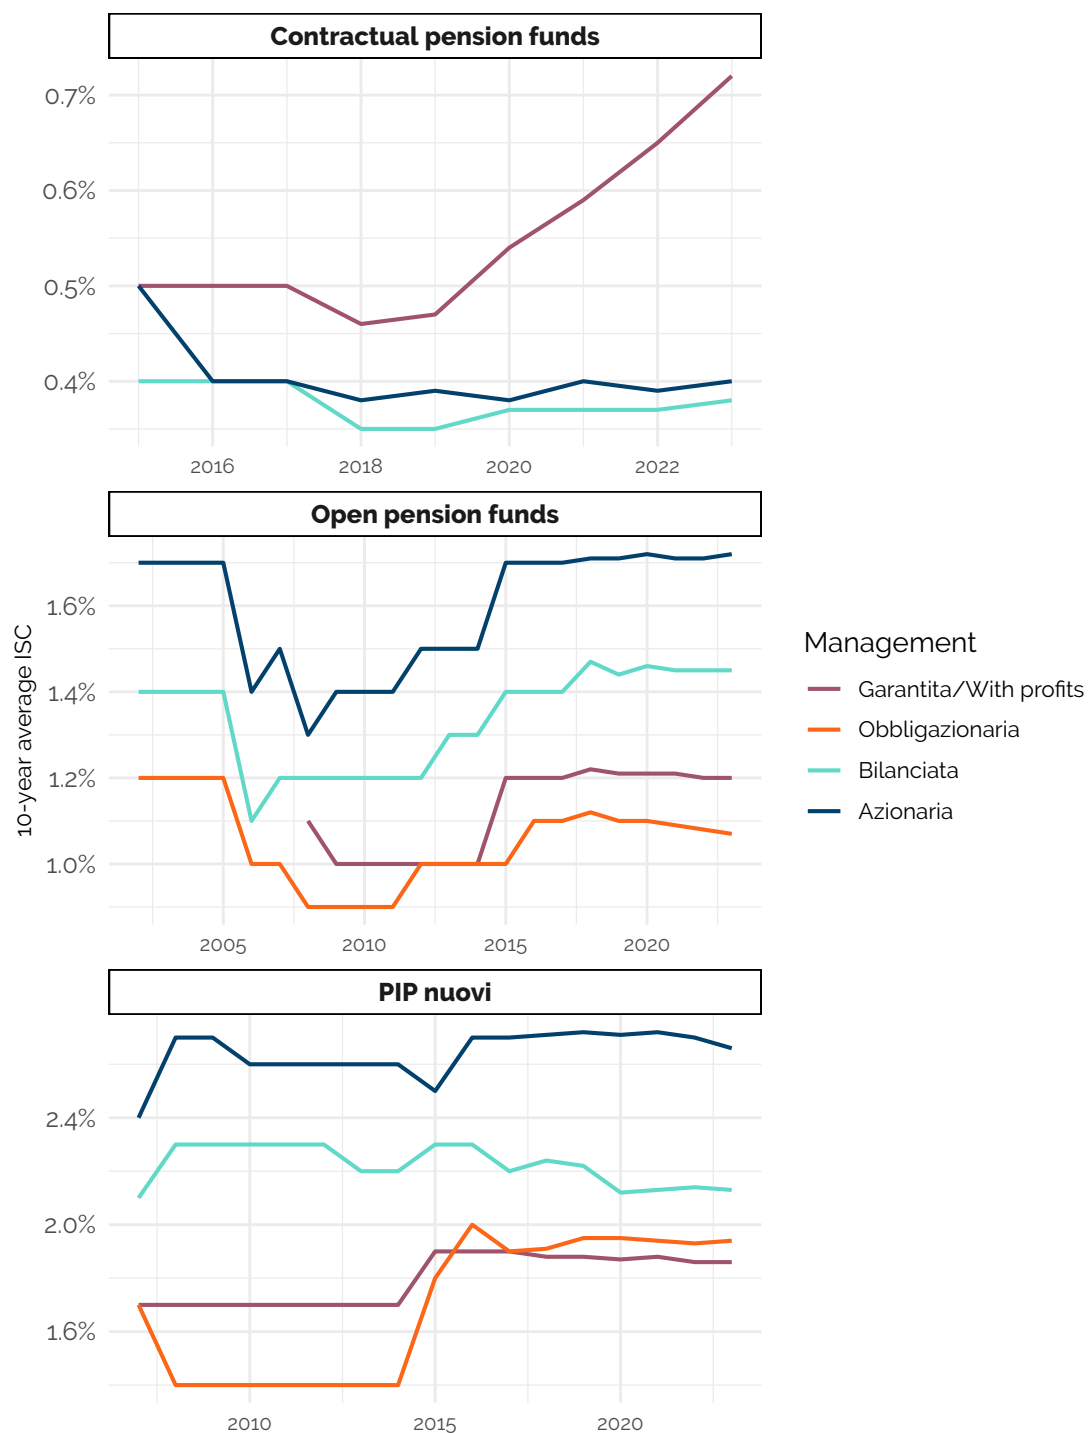 Contractual pension funds
0.7%
0.6%
0.5%
0.4%
2016 2018 2020 2022
Open pension funds
1.6%
1.4%
1.2%
1.0%
2005 2010 2015 2020
PIP nuovi
2.4%
2.0%
1.6%
2010 2015 2020
10-year average ISC
Management
Garantita/With profits
Obbligazionaria
Bilanciata
Azionaria